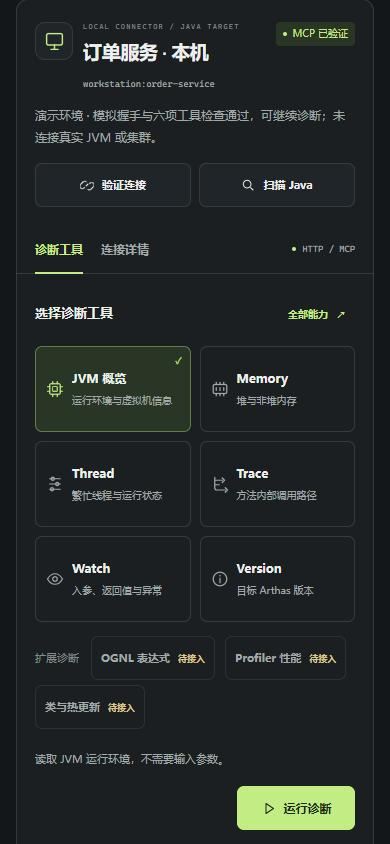 LOCAL CONNECTOR / JAVA TARGET
订单服务 · 本机
MCP 已验证
workstation:order-service
演示环境 · 模拟握手与六项工具检查通过，可继续诊断；未
连接真实 JVM 或集群。
验证连接
扫描 Java
诊断工具
连接详情
HTTP / MCP
选择诊断工具
全部能力 ↗
JVM 概览
运行环境与虚拟机信息
Memory
堆与非堆内存
Thread
繁忙线程与运行状态
Trace
方法内部调用路径
Watch
入参、返回值与异常
Version
目标 Arthas 版本
扩展诊断
OGNL 表达式 待接入
Profiler 性能 待接入
类与热更新 待接入
读取 JVM 运行环境，不需要输入参数。
运行诊断